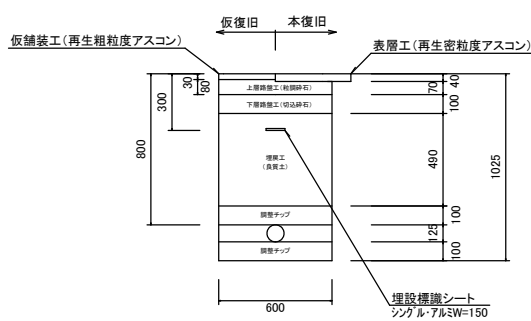 仮復旧 本復旧
仮舗装工(再生粗粒度アスコン)
表層工(再生密粒度アスコン)
上層路盤工(粒調砕石)
下層路盤工(切込砕石)
30
80
300
800
40
70
100
490
1025
埋戻工
(良質土)
調整チップ
100
125
調整チップ
100
600
埋設標識シート
シングル・アルミW=150